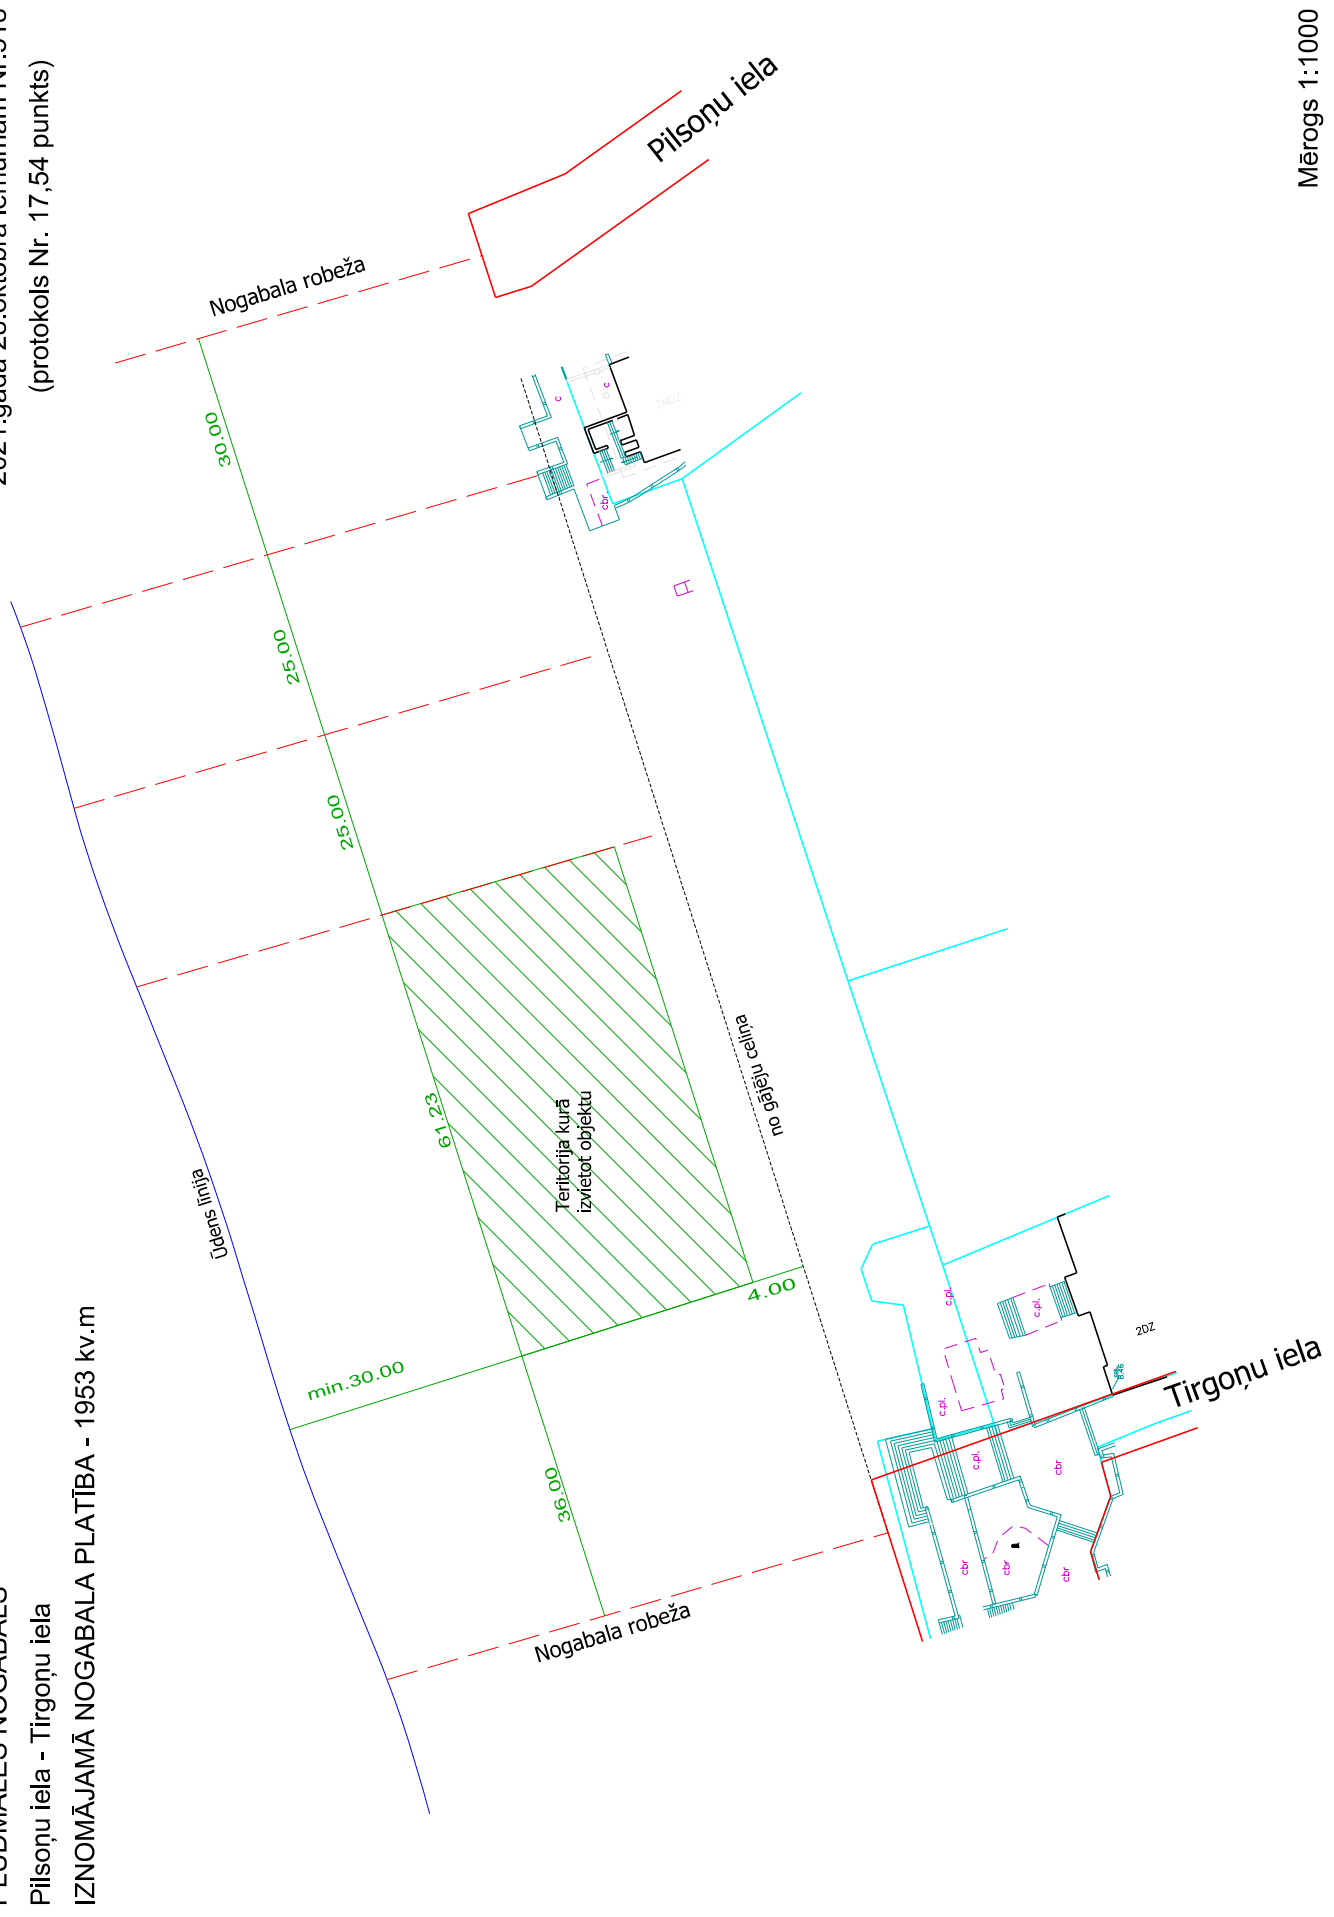 Pilsoņu iela - Tirgoņu iela
IZNOMĀJAMĀ NOGABALA PLATĪBA - 1953 kv.m
(protokols Nr. 17,54 punkts)
Ūdens līnija
Nogabala robeža
min.30.00
36.00
61.23
25.00
25.00
30.00
Nogabala robeža
Teritorija kurā
izvietot objektu
4.00
no gājēju celiņa
Pilsoņu iela
Tirgoņu iela
c
c
cbr.
2MDZ
c.pl.
c.pl.
c.pl.
c.pl.
cbr
cbr
cbr
cbr
2DZ
Mērogs 1:1000